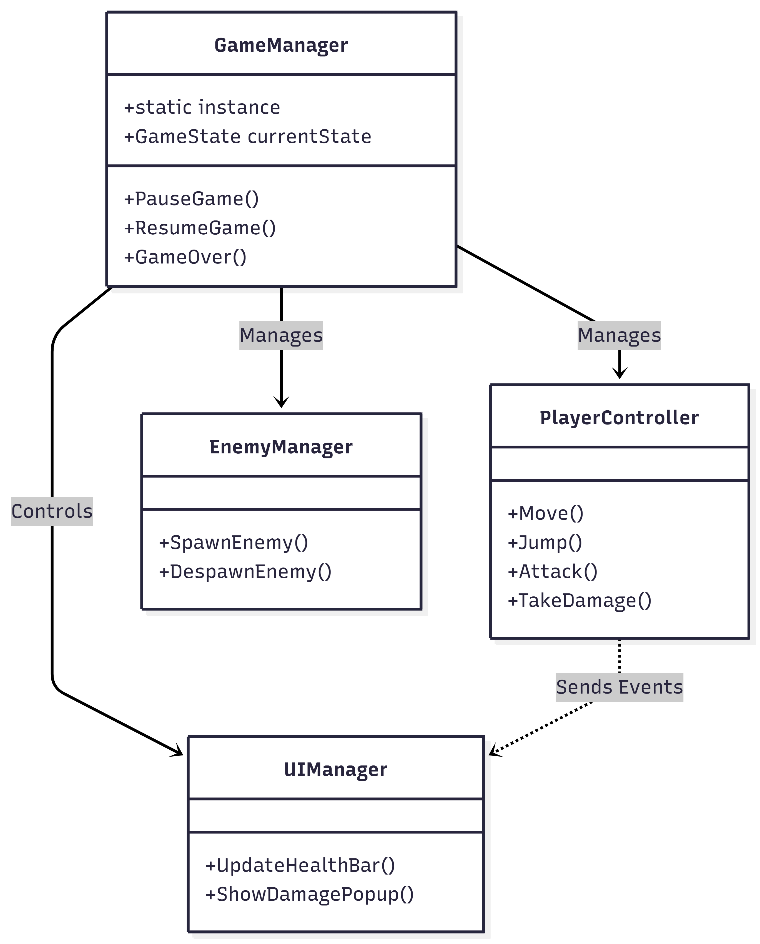 GameManager
+static instance
+GameState currentState
+PauseGame()
+ResumeGame()
+GameOver()
Manages
Manages
PlayerController
+Move()
+Jump()
+Attack()
+TakeDamage()
EnemyManager
+SpawnEnemy()
+DespawnEnemy()
Controls
Sends Events
UIManager
+UpdateHealthBar()
+ShowDamagePopup()